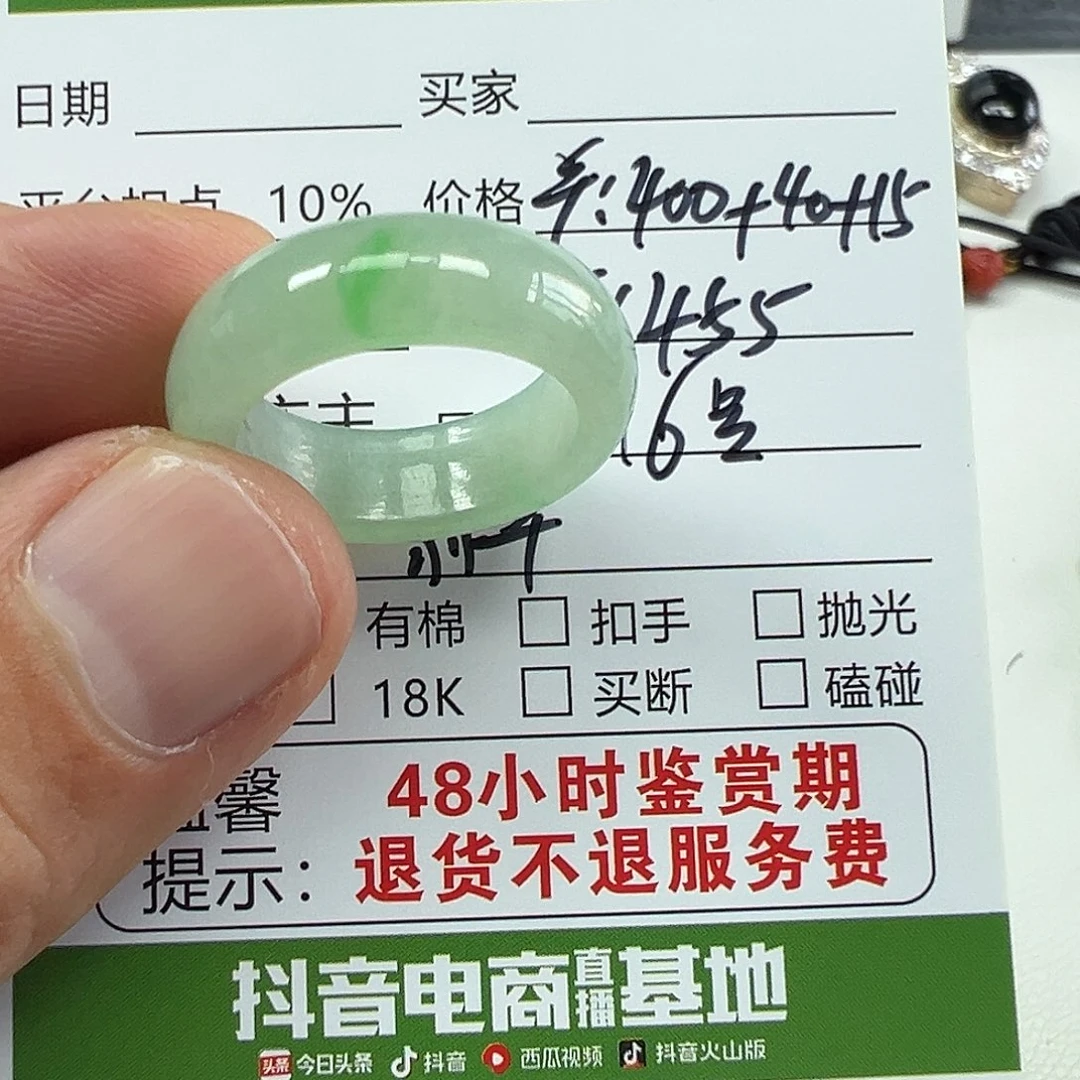 日期 买家
10% 价格 400+40+15
455
6号
有棉 扣手 抛光
18K 买断 磕碰
馨 48小时鉴赏期
提示： 退货不退服务费
抖音电商直播基地
头条 今日头条 抖音 西瓜视频 抖音火山版